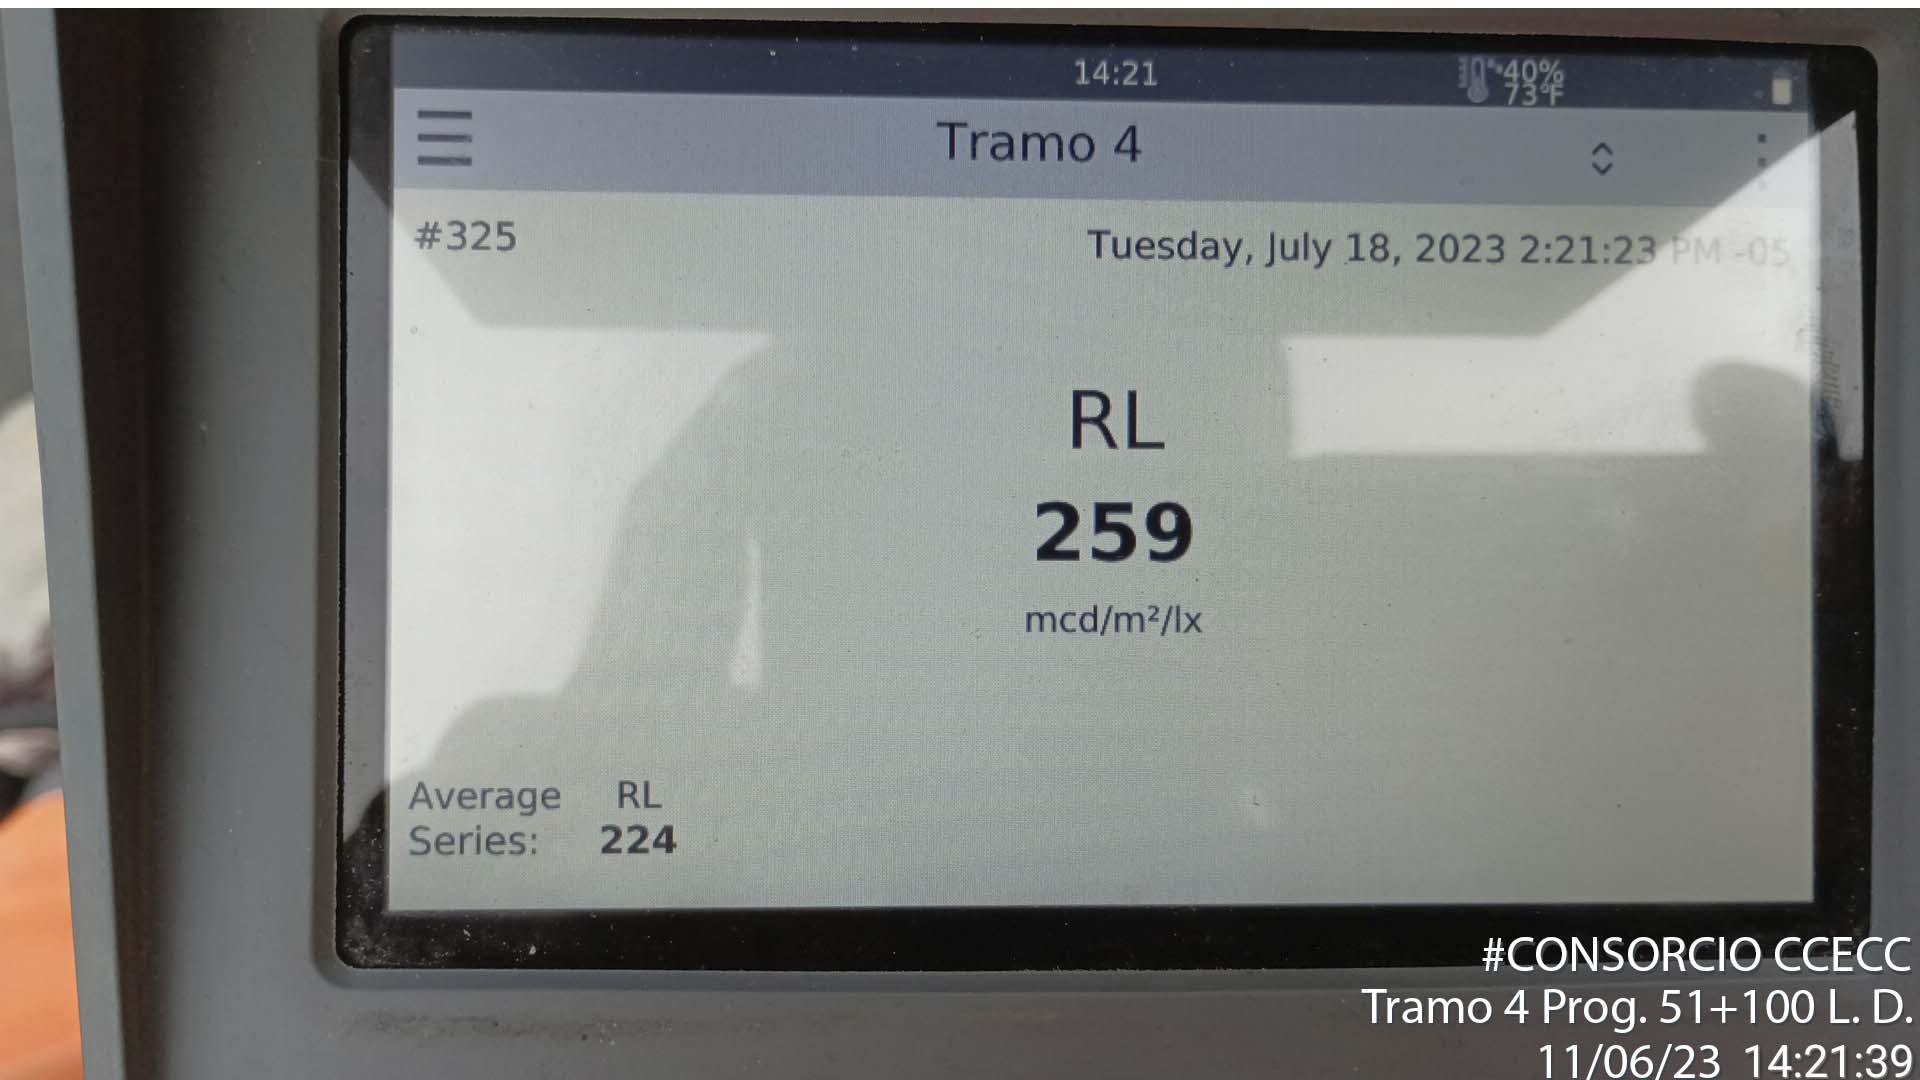 14:21
40%
73°F
Tramo 4
#325
Tuesday, July 18, 2023 2:21:23 PM -05
RL
259
mcd/m²/lx
Average RL
Series: 224
#CONSORCIO CCECC
Tramo 4 Prog. 51+100 L. D.
11/06/23 14:21:39